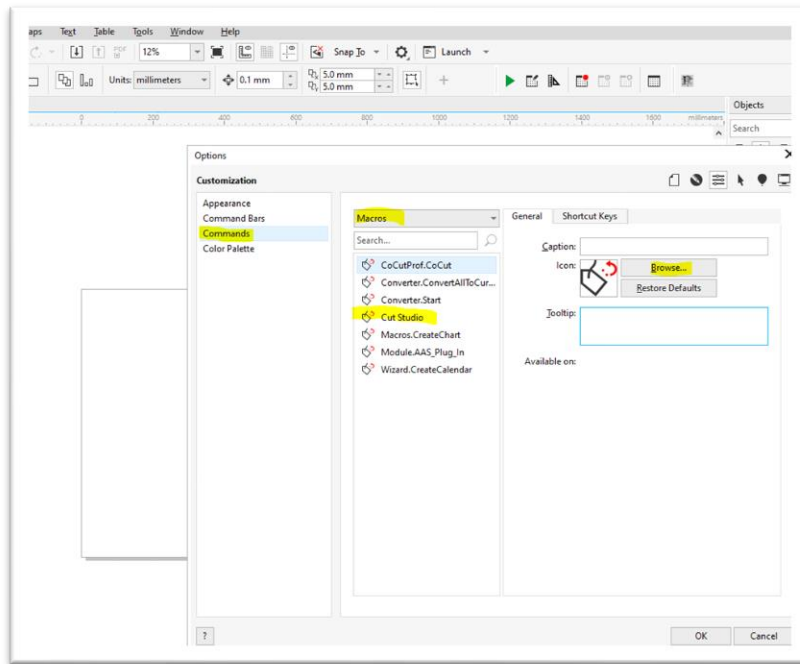 aps Text Table Tools Window Help
PDF 12% Snap To Launch
Units: millimeters 0.1 mm 5.0 mm
5.0 mm
Objects
0 200 400 600 800 1000 1200 1400 1600 millimeters
Search
Options
Customization
Appearance
Command Bars
Commands
Color Palette
Macros
Search...
CoCutProf.CoCut
Converter.ConvertAllToCur...
Converter.Start
Cut Studio
Macros.CreateChart
Module.AAS_Plug_In
Wizard.CreateCalendar
General Shortcut Keys
Caption:
Icon: Browse...
Restore Defaults
Tooltip:
Available on:
? OK Cancel